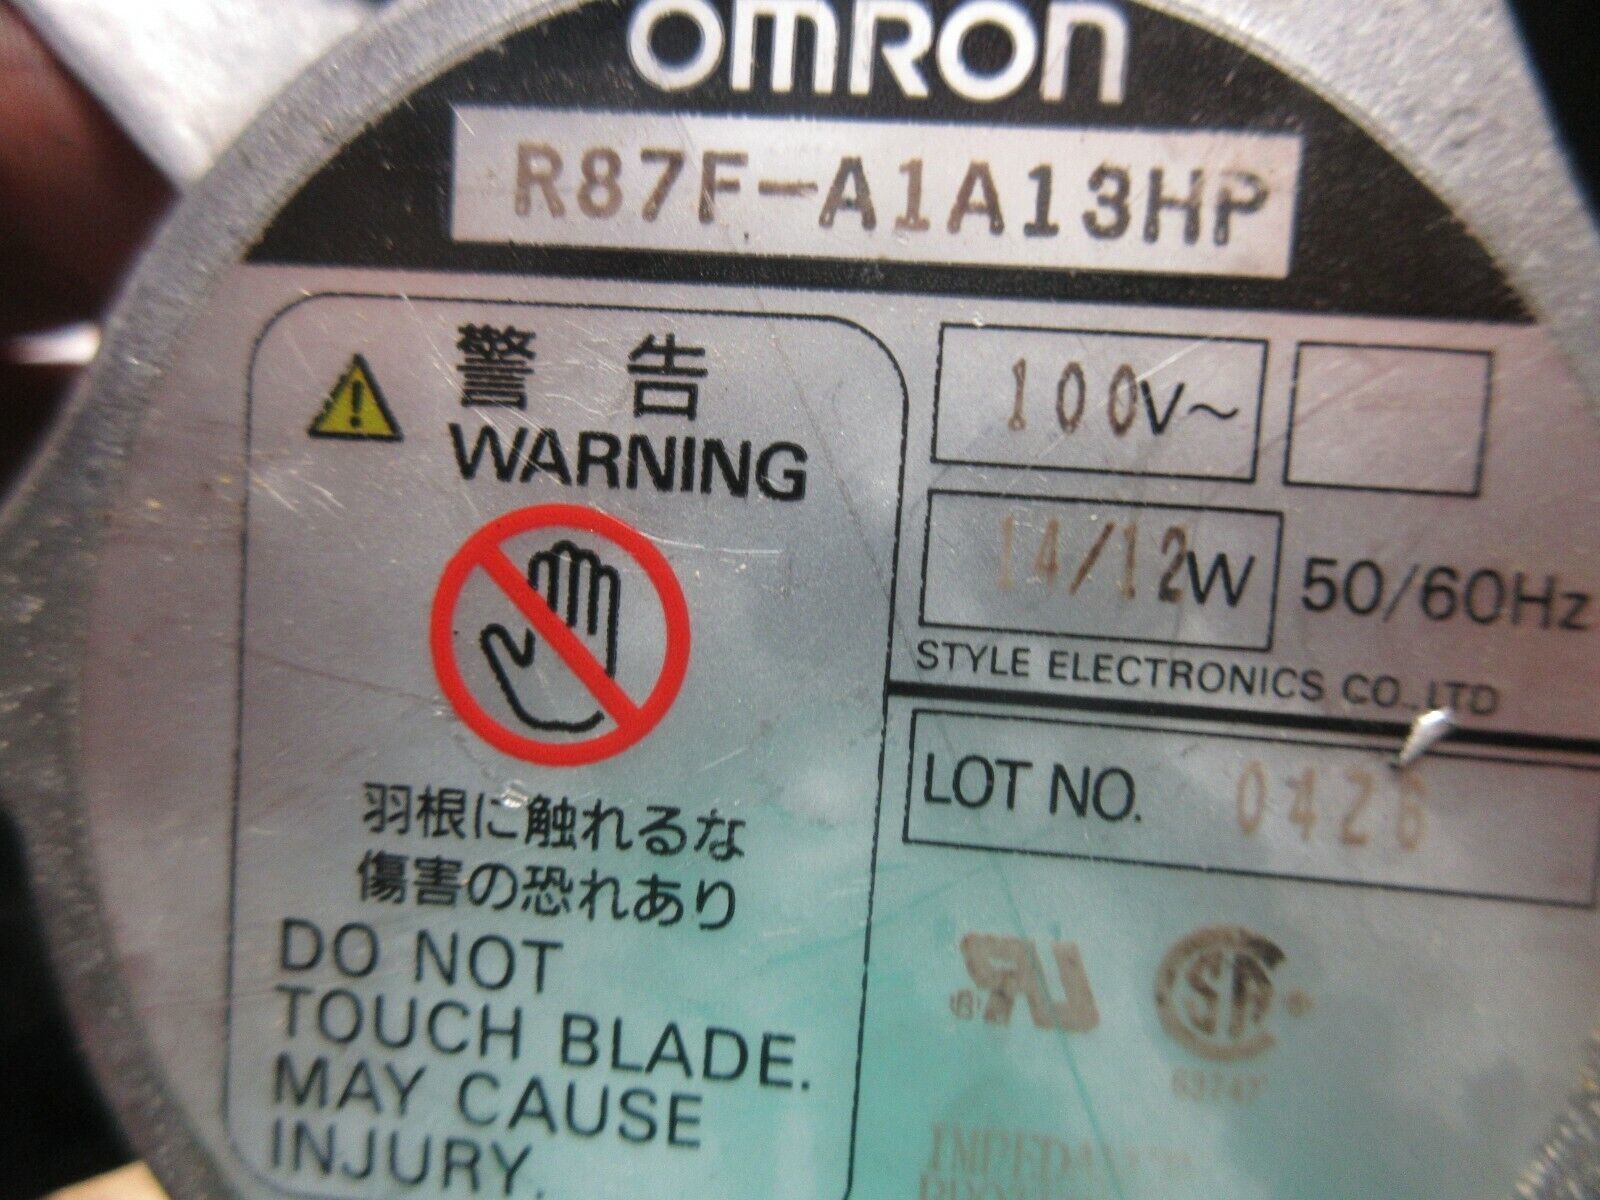 OMRON
R87F-A1A13HP
警告
WARNING
100V~
14/12W 50/60Hz
STYLE ELECTRONICS CO.,LTD
LOT NO. 0426
羽根に触れるな
傷害の恐れあり
DO NOT
TOUCH BLADE.
MAY CAUSE
INJURY.